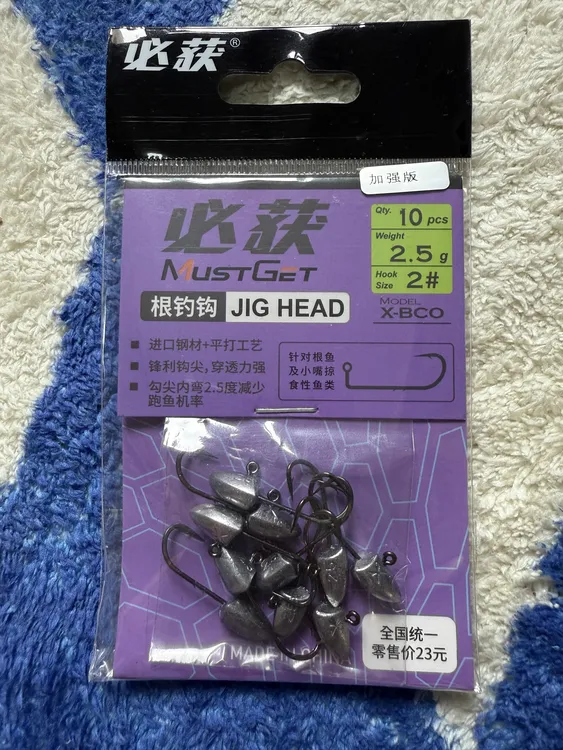 必获®
加强版
必获
MUSTGET
根钓钩 JIG HEAD
Qty. 10 pcs
Weight 2.5 g
Hook Size 2#
MODEL X-BCO
■ 进口钢材+平打工艺
■ 锋利钩尖，穿透力强
■ 勾尖内弯2.5度减少
跑鱼机率
针对根鱼
及小嘴掠
食性鱼类
MADE IN CHIN
全国统一
零售价23元